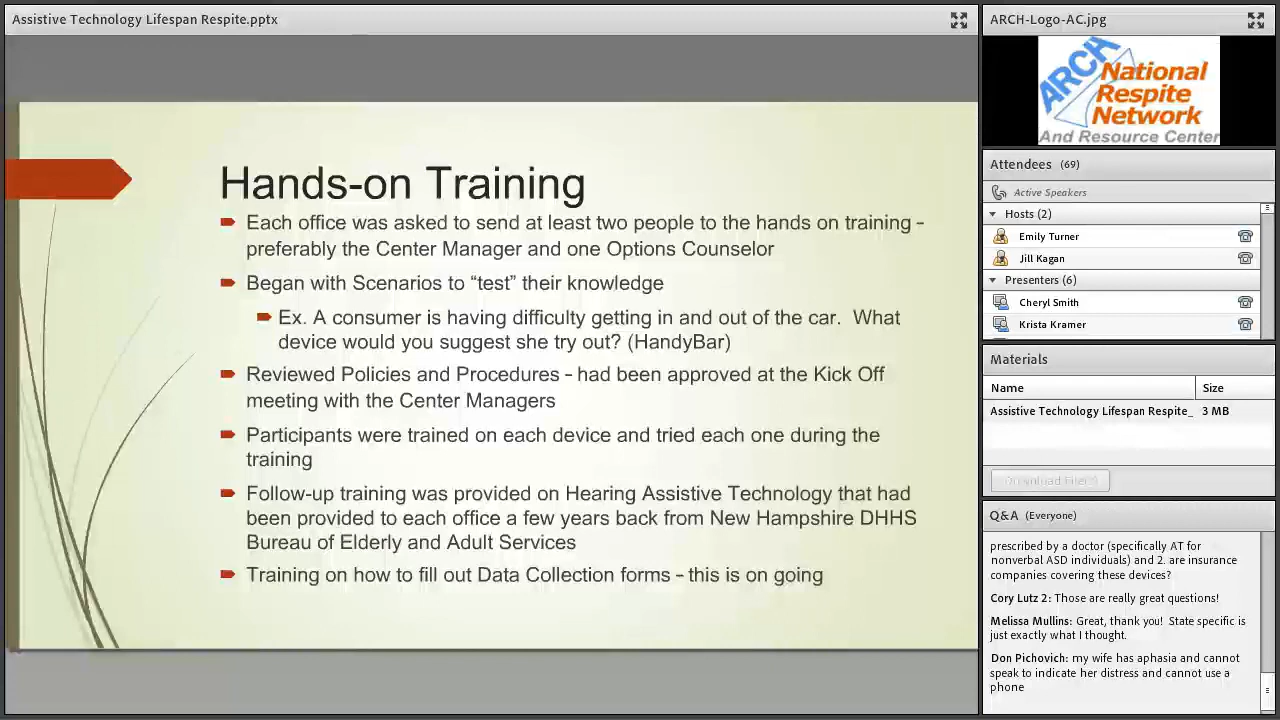 Assistive Technology Lifespan Respite.pptx
Hands-on Training
Each office was asked to send at least two people to the hands on training –
preferably the Center Manager and one Options Counselor
Began with Scenarios to “test” their knowledge
Ex. A consumer is having difficulty getting in and out of the car. What
device would you suggest she try out? (HandyBar)
Reviewed Policies and Procedures – had been approved at the Kick Off
meeting with the Center Managers
Participants were trained on each device and tried each one during the
training
Follow-up training was provided on Hearing Assistive Technology that had
been provided to each office a few years back from New Hampshire DHHS
Bureau of Elderly and Adult Services
Training on how to fill out Data Collection forms – this is on going
ARCH-Logo-AC.jpg
ARCH
National
Respite
Network
And Resource Center
Attendees (69)
Active Speakers
Hosts (2)
Emily Turner
Jill Kagan
Presenters (6)
Cheryl Smith
Krista Kramer
Materials
Name Size
Assistive Technology Lifespan Respite_ 3 MB
Download File(s)
Q&A (Everyone)
prescribed by a doctor (specifically AT for
nonverbal ASD individuals) and 2. are insurance
companies covering these devices?
Cory Lutz 2: Those are really great questions!
Melissa Mullins: Great, thank you! State specific is
just exactly what I thought.
Don Pichovich: my wife has aphasia and cannot
speak to indicate her distress and cannot use a
phone